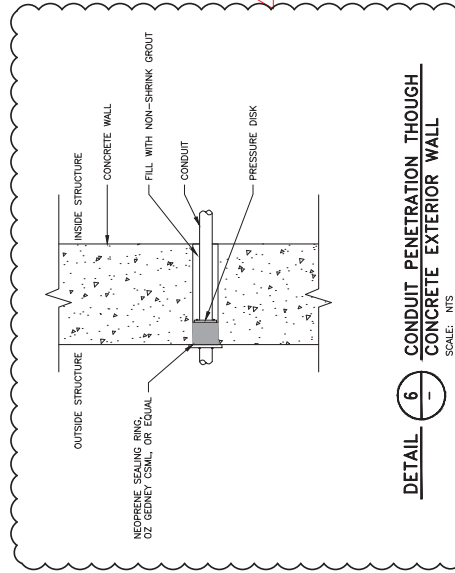 OUTSIDE STRUCTURE
INSIDE STRUCTURE
CONCRETE WALL
FILL WITH NON-SHRINK GROUT
CONDUIT
PRESSURE DISK
NEOPRENE SEALING RING,
OZ GEDNEY CSML, OR EQUAL
DETAIL
6
-
CONDUIT PENETRATION THOUGH
CONCRETE EXTERIOR WALL
SCALE: NTS